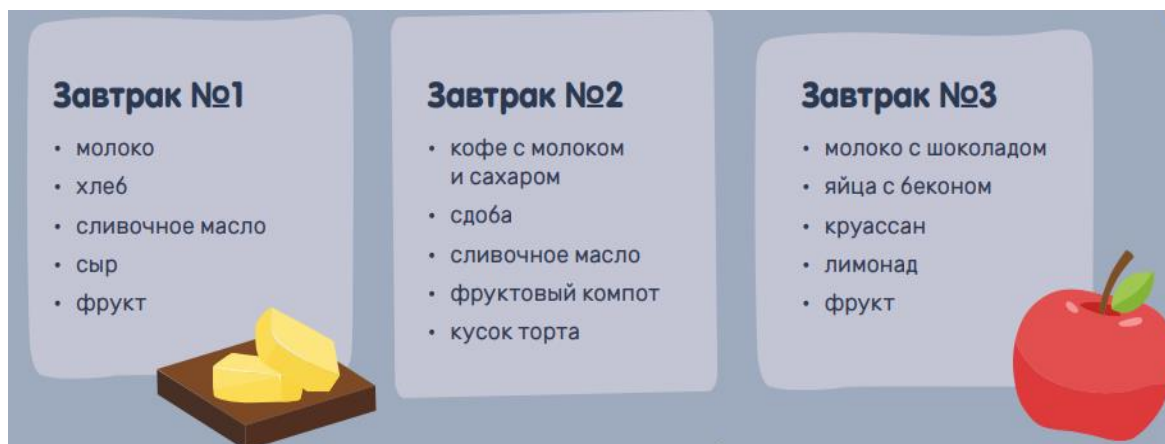 Завтрак №1
• молоко
• хлеб
• сливочное масло
• сыр
• фрукт
Завтрак №2
• кофе с молоком
и сахаром
• сдоба
• сливочное масло
• фруктовый компот
• кусок торта
Завтрак №3
• молоко с шоколадом
• яйца с беконом
• круассан
• лимонад
• фрукт